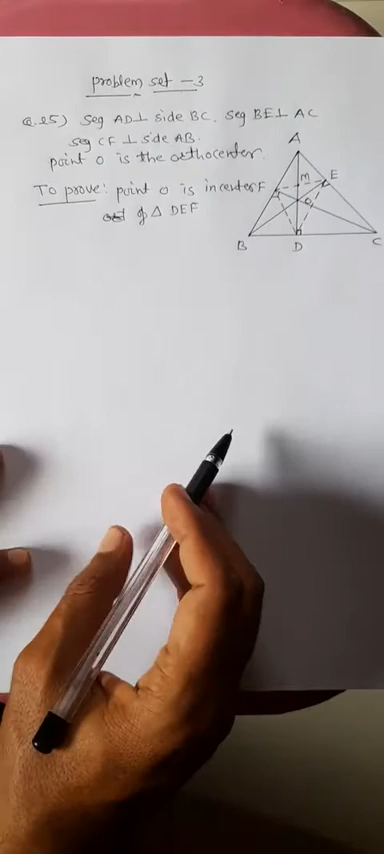 problem set -3
Q.25) seg AD⊥ side BC. seg BE⊥ AC
seg CF ⊥ side AB.
point O is the orthocenter.
To prove: point O is incenter
of Δ DEF
A
F
M
E
O
B
D
C